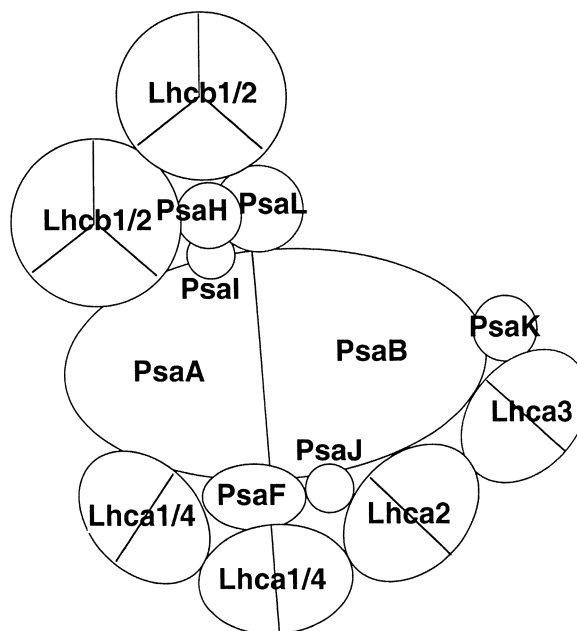 Lhcb1/2
Lhcb1/2
PsaH
PsaL
PsaI
PsaK
PsaA
PsaB
Lhca3
PsaJ
PsaF
Lhca1/4
Lhca2
Lhca1/4